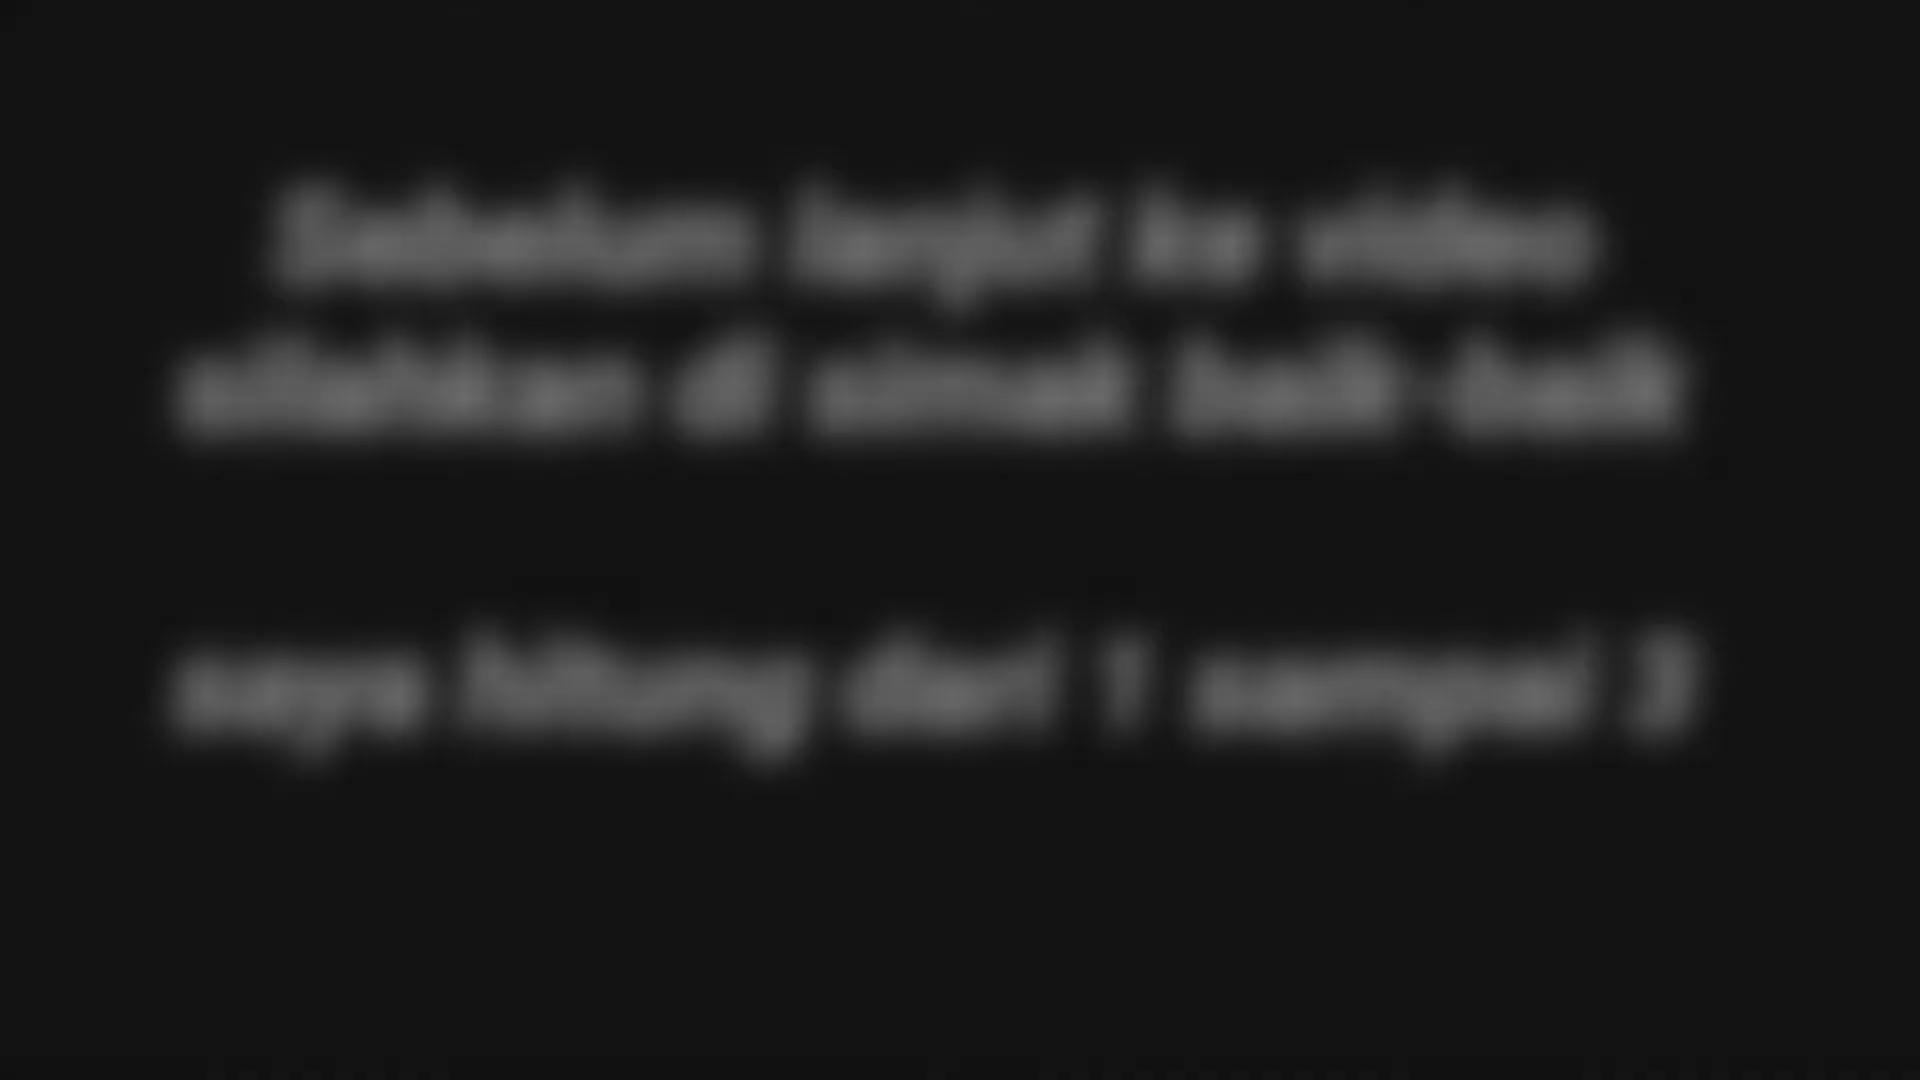 Sebelum lanjut ke video
silahkan di simak baik-baik
saya hitung dari 1 sampai 3